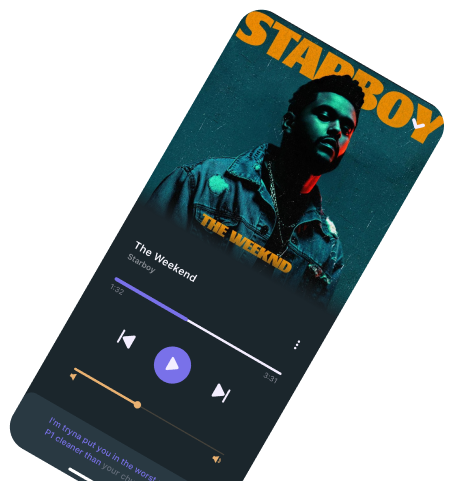 STARBOY
THE WEEKND
The Weekend
Starboy
1:32
3:31
I'm tryna put you in the worst
P1 cleaner than your